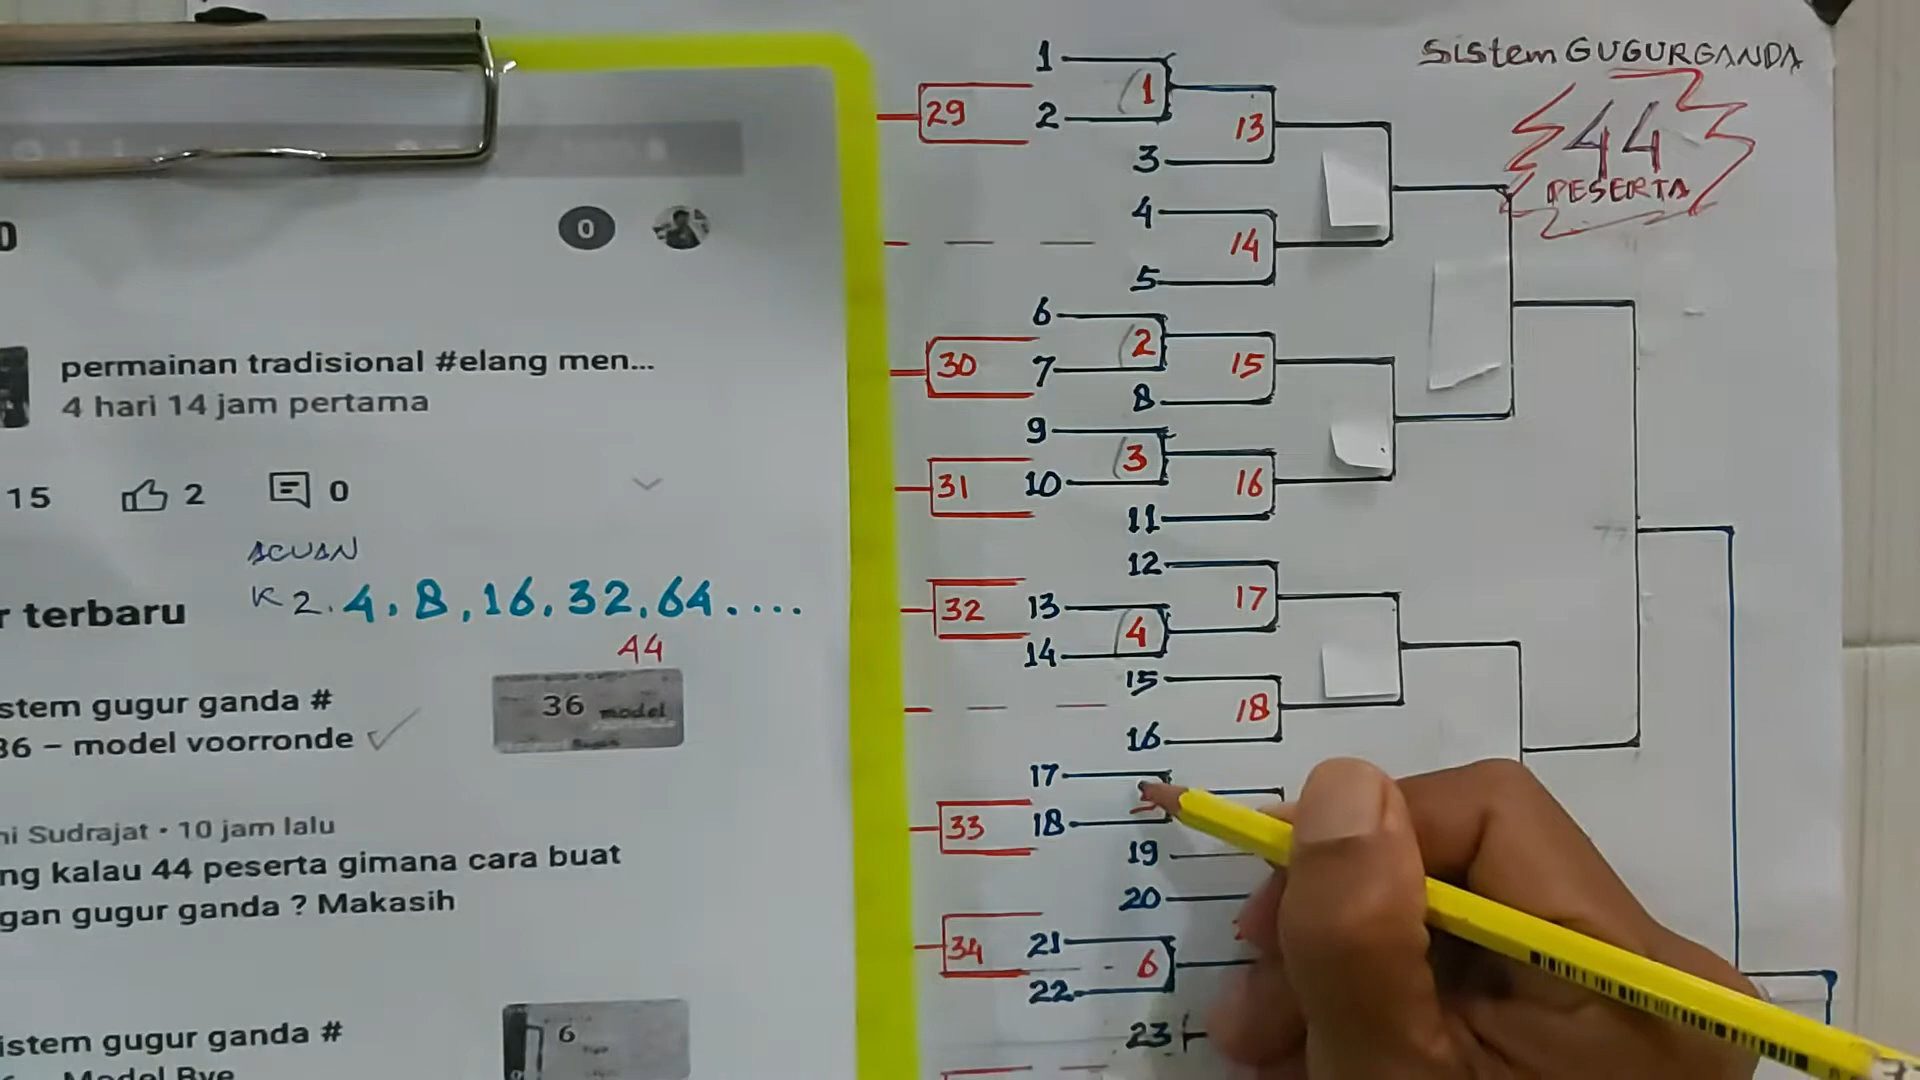 0
permainan tradisional #elang men...
4 hari 14 jam pertama
15 2 0
ACUAN
K 2. 4, 8, 16, 32, 64....
44
r terbaru
stem gugur ganda #
36 – model voorronde
36 model
ni Sudrajat • 10 jam lalu
ng kalau 44 peserta gimana cara buat
gan gugur ganda ? Makasih
istem gugur ganda #
6
Model Bye
Sistem GUGUR GANDA
44
PESERTA
1
29 2 1 13
3
4
14
5
6
30 7 2 15
8
9
31 10 3 16
11
12
32 13 17
14 4
15
18
16
17
33 18
19
20
34 21
22 6
23